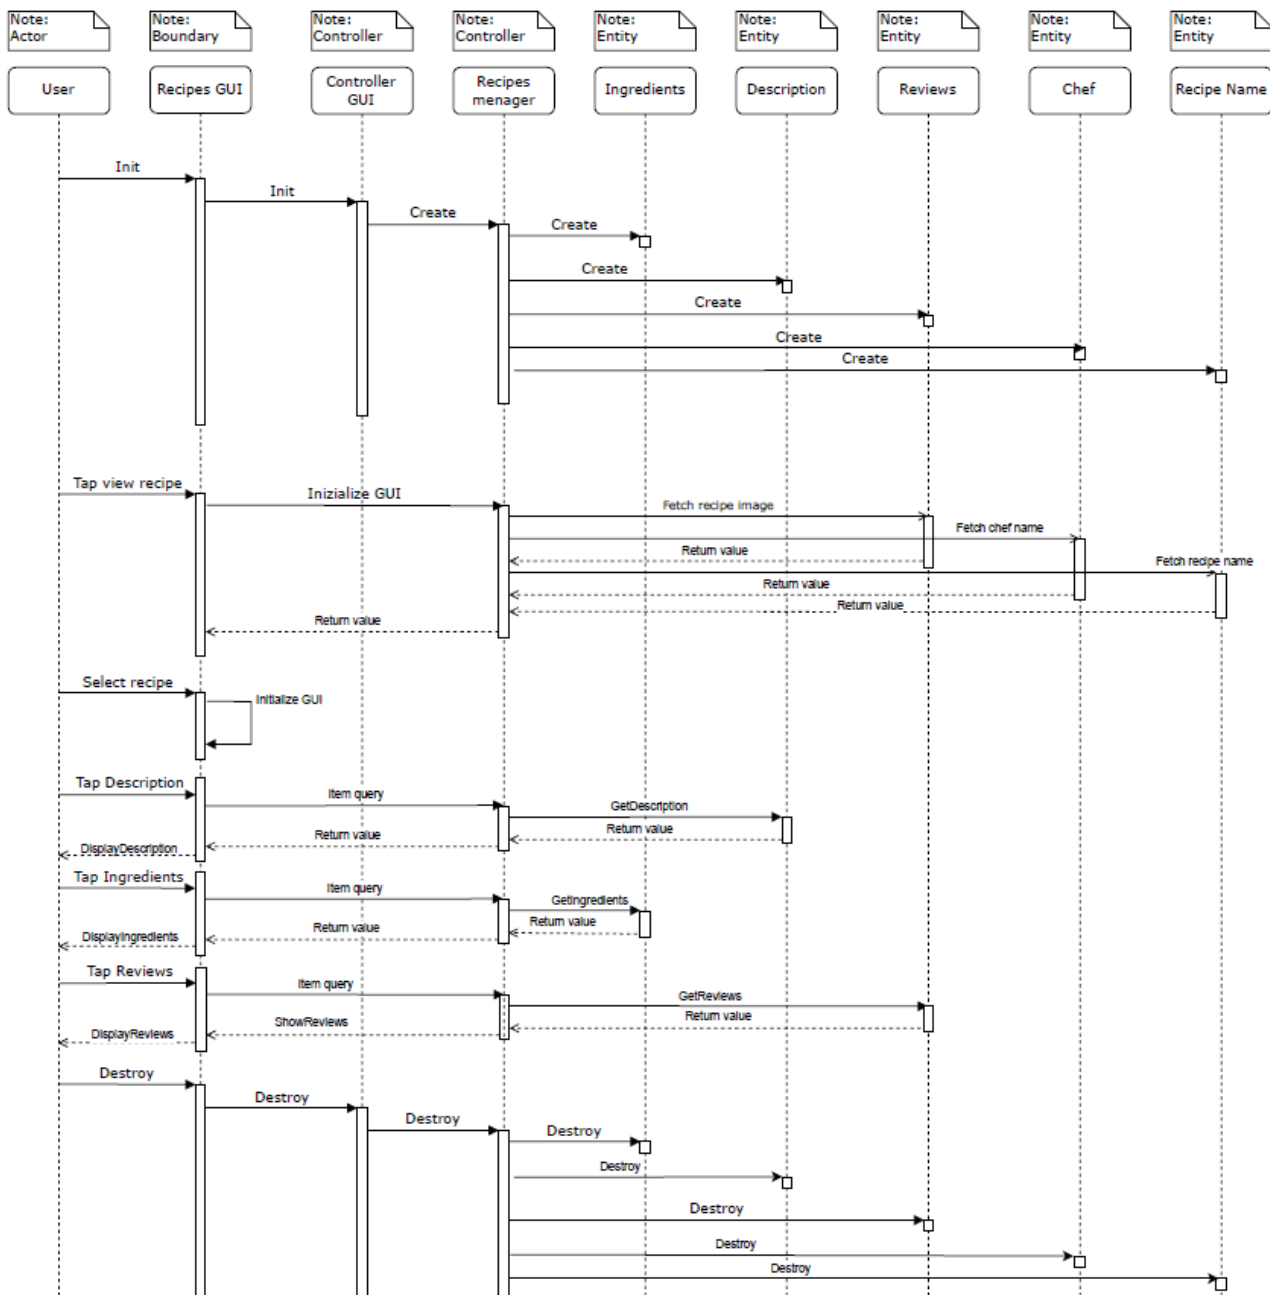 Note:
Actor
Note:
Boundary
Note:
Controller
Note:
Controller
Note:
Entity
Note:
Entity
Note:
Entity
Note:
Entity
Note:
Entity
User
Recipes GUI
Controller
GUI
Recipes
menager
Ingredients
Description
Reviews
Chef
Recipe Name
Init
Init
Create
Create
Create
Create
Create
Create
Tap view recipe
Inizialize GUI
Fetch recipe image
Fetch chef name
Return value
Fetch recipe name
Return value
Return value
Return value
Select recipe
Initialize GUI
Tap Description
Item query
GetDescription
Return value
Return value
DisplayDescription
Tap Ingredients
Item query
GetIngredients
Return value
Return value
DisplayIngredients
Tap Reviews
Item query
GetReviews
Return value
ShowReviews
DisplayReviews
Destroy
Destroy
Destroy
Destroy
Destroy
Destroy
Destroy
Destroy